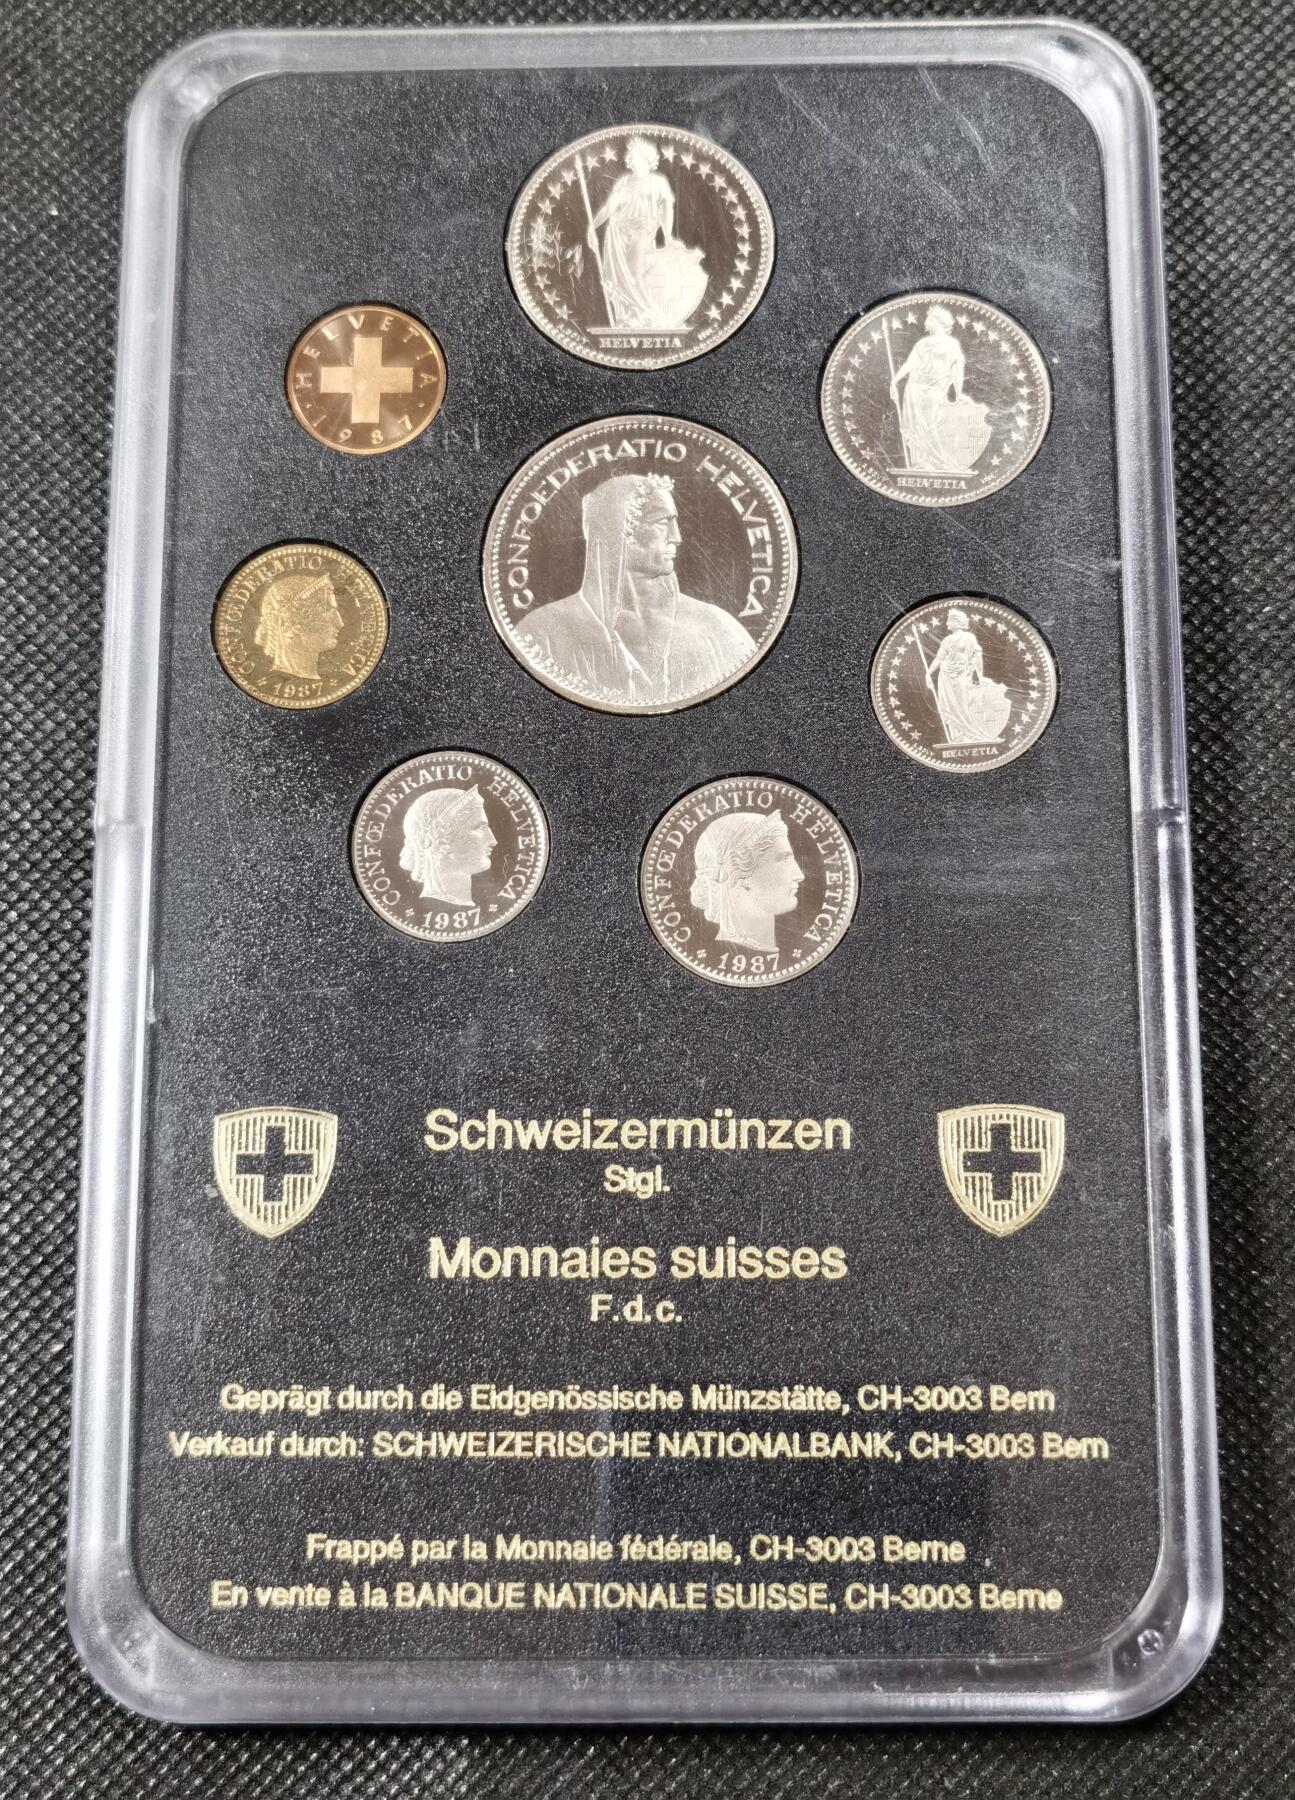 HELVETIA
HELVETIA
1987
HELVETIA
CONFOEDERATIO HELVETICA
CONFŒDERATIO HELVETICA
1987
HELVETIA
CONFŒDERATIO HELVETICA
1987
CONFŒDERATIO HELVETICA
1987
Schweizermünzen
Stgl.
Monnaies suisses
F.d.c.
Geprägt durch die Eidgenössische Münzstätte, CH-3003 Bern
Verkauf durch: SCHWEIZERISCHE NATIONALBANK, CH-3003 Bern
Frappé par la Monnaie fédérale, CH-3003 Berne
En vente à la BANQUE NATIONALE SUISSE, CH-3003 Berne